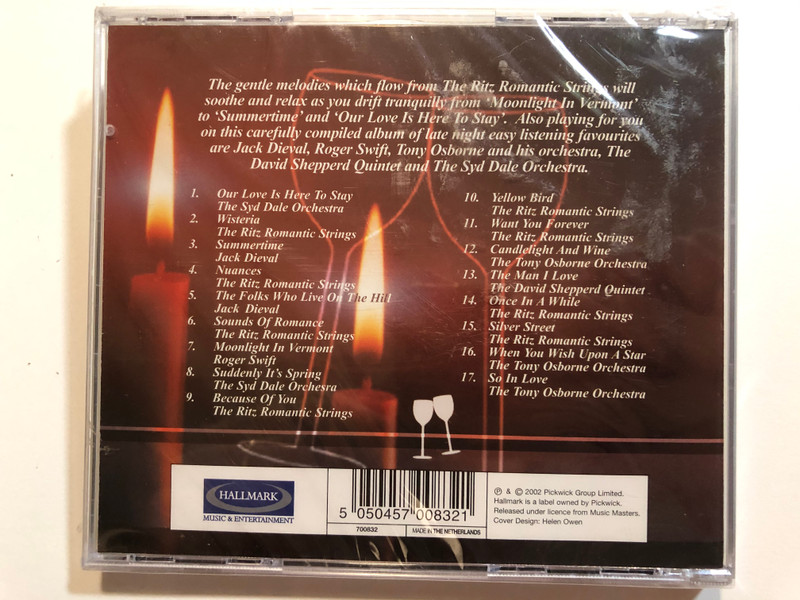 The gentle melodies which flow from The Ritz Romantic Strings will
soothe and relax as you drift tranquilly from 'Moonlight In Vermont'
to 'Summertime' and 'Our Love Is Here To Stay'. Also playing for you
on this carefully compiled album of late night easy listening favourites
are Jack Dieval, Roger Swift, Tony Osborne and his orchestra, The
David Shepperd Quintet and The Syd Dale Orchestra.
1. Our Love Is Here To Stay
The Syd Dale Orchestra
2. Wisteria
The Ritz Romantic Strings
3. Summertime
Jack Dieval
4. Nuances
The Ritz Romantic Strings
5. The Folks Who Live On The Hill
Jack Dieval
6. Sounds Of Romance
The Ritz Romantic Strings
7. Moonlight In Vermont
Roger Swift
8. Suddenly It's Spring
The Syd Dale Orchesra
9. Because Of You
The Ritz Romantic Strings
10. Yellow Bird
The Ritz Romantic Strings
11. Want You Forever
The Ritz Romantic Strings
12. Candlelight And Wine
The Tony Osborne Orchestra
13. The Man I Love
The David Shepperd Quintet
14. Once In A While
The Ritz Romantic Strings
15. Silver Street
The Ritz Romantic Strings
16. When You Wish Upon A Star
The Tony Osborne Orchestra
17. So In Love
The Tony Osborne Orchestra
HALLMARK
MUSIC & ENTERTAINMENT
5 050457 008321
700832
MADE IN THE NETHERLANDS
℗ & © 2002 Pickwick Group Limited.
Hallmark is a label owned by Pickwick.
Released under licence from Music Masters.
Cover Design: Helen Owen